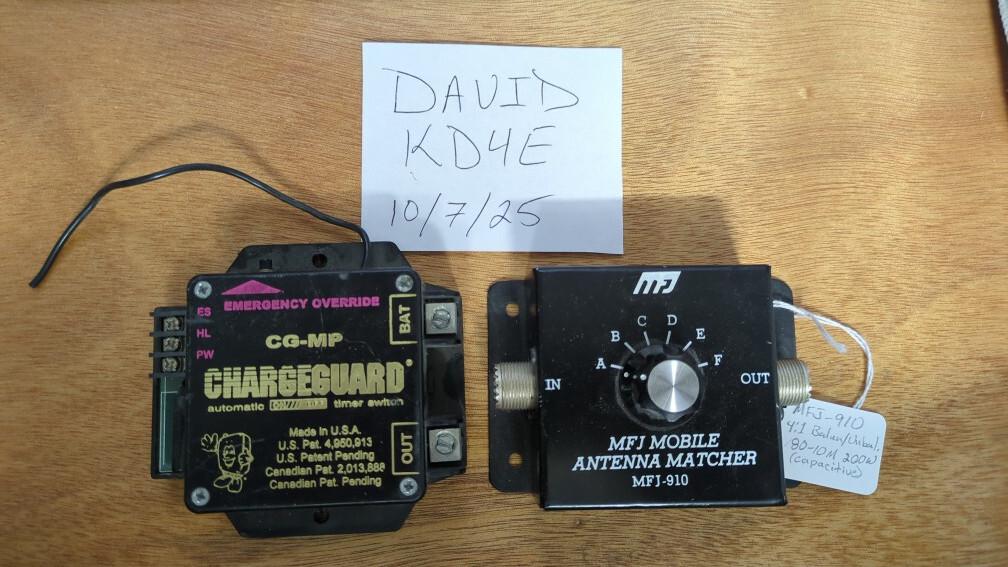 DAVID
KD4E
10/7/25
EMERGENCY OVERRIDE
ES
HL
PW
BAT
CG-MP
CHARGEGUARD®
automatic timer switch
Made in U.S.A.
U.S. Pat. 4,950,913
U.S. Patent Pending
Canadian Pat. 2,013,888
Canadian Pat. Pending
OUT
MFJ
A B C D E F
IN
OUT
MFJ MOBILE
ANTENNA MATCHER
MFJ-910
MFJ-910
4:1 Balun/Unbal.
80-10M 200W
(capacitive)